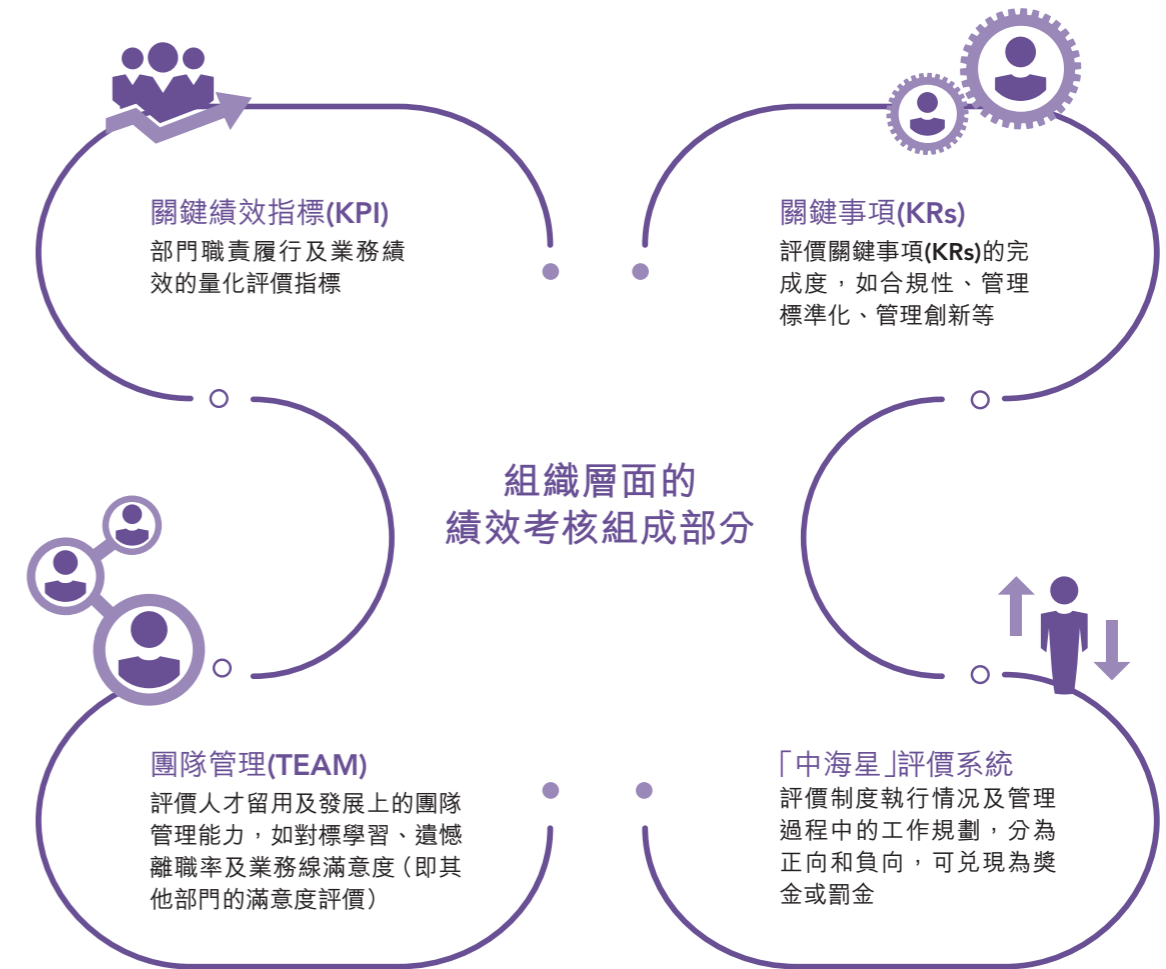 關鍵績效指標(KPI)
部門職責履行及業務績
效的量化評價指標
關鍵事項(KRs)
評價關鍵事項(KRs)的完
成度，如合規性、管理
標準化、管理創新等
組織層面的
績效考核組成部分
團隊管理(TEAM)
評價人才留用及發展上的團隊
管理能力，如對標學習、遺憾
離職率及業務線滿意度（即其
他部門的滿意度評價）
「中海星」評價系統
評價制度執行情況及管理
過程中的工作規劃，分為
正向和負向，可兑現為獎
金或罰金